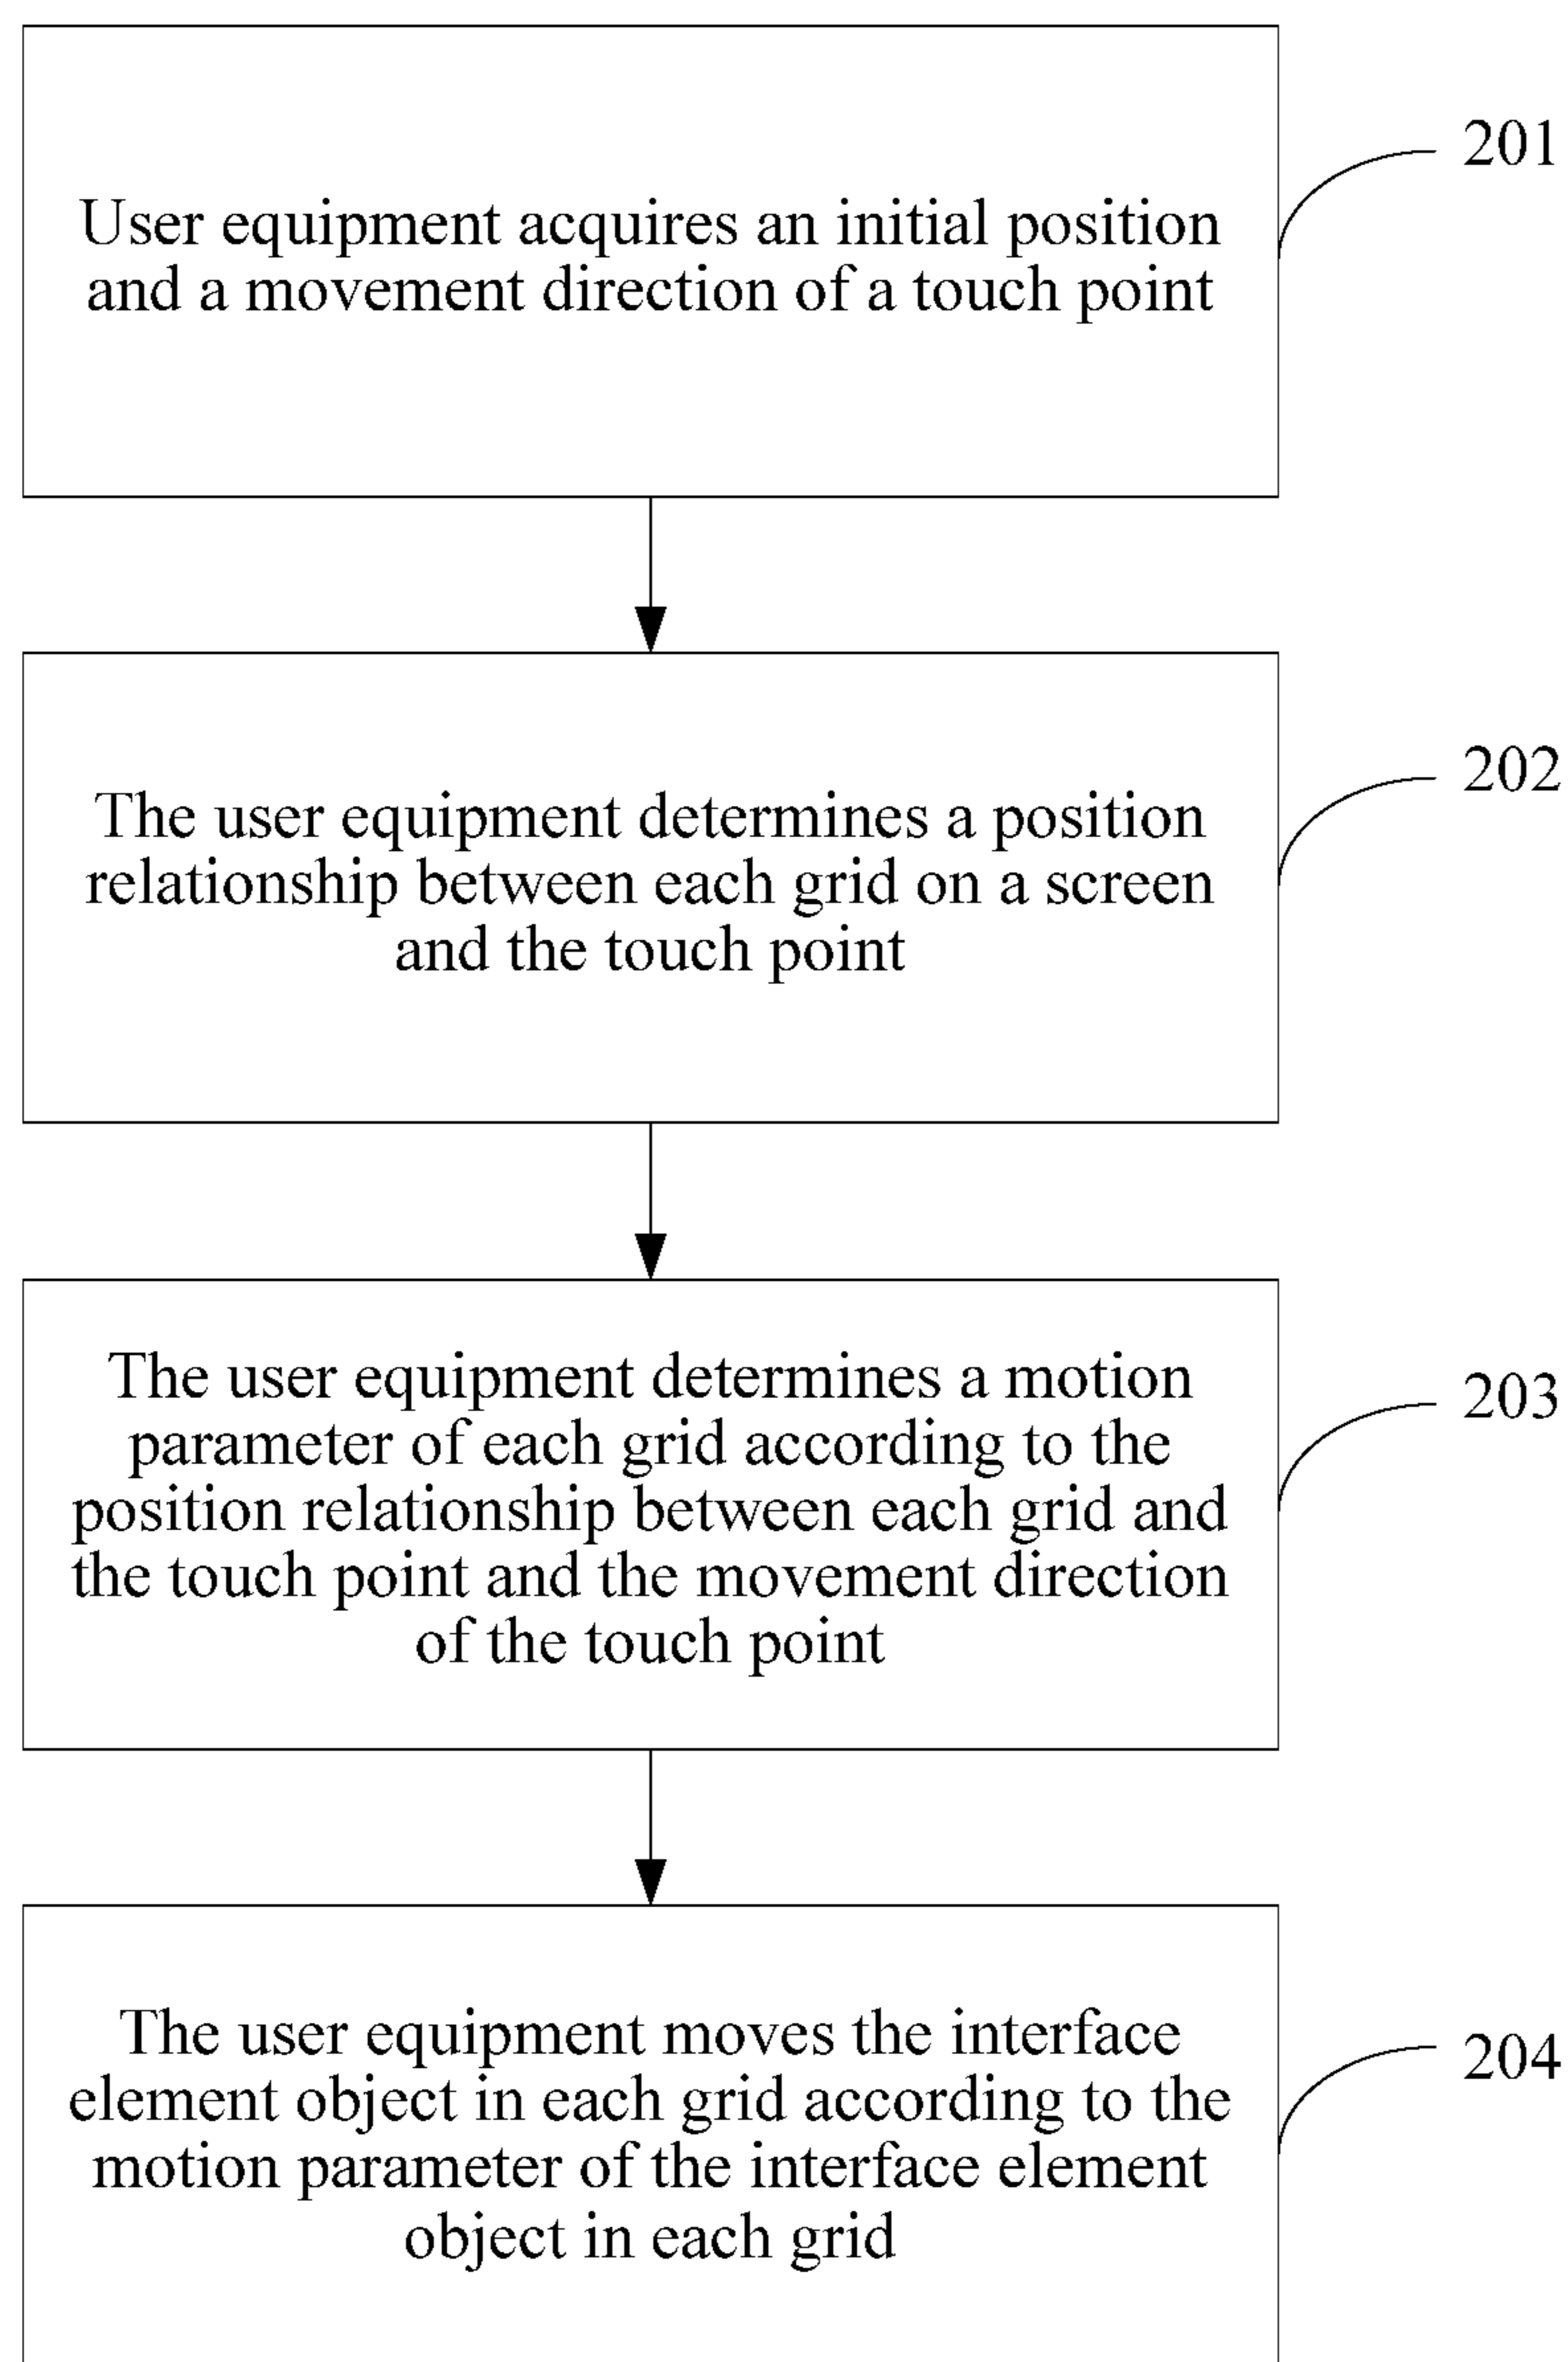 User equipment acquires an initial position
and a movement direction of a touch point
201
The user equipment determines a position
relationship between each grid on a screen
and the touch point
202
The user equipment determines a motion
parameter of each grid according to the
position relationship between each grid and
the touch point and the movement direction
of the touch point
203
The user equipment moves the interface
element object in each grid according to the
motion parameter of the interface element
object in each grid
204